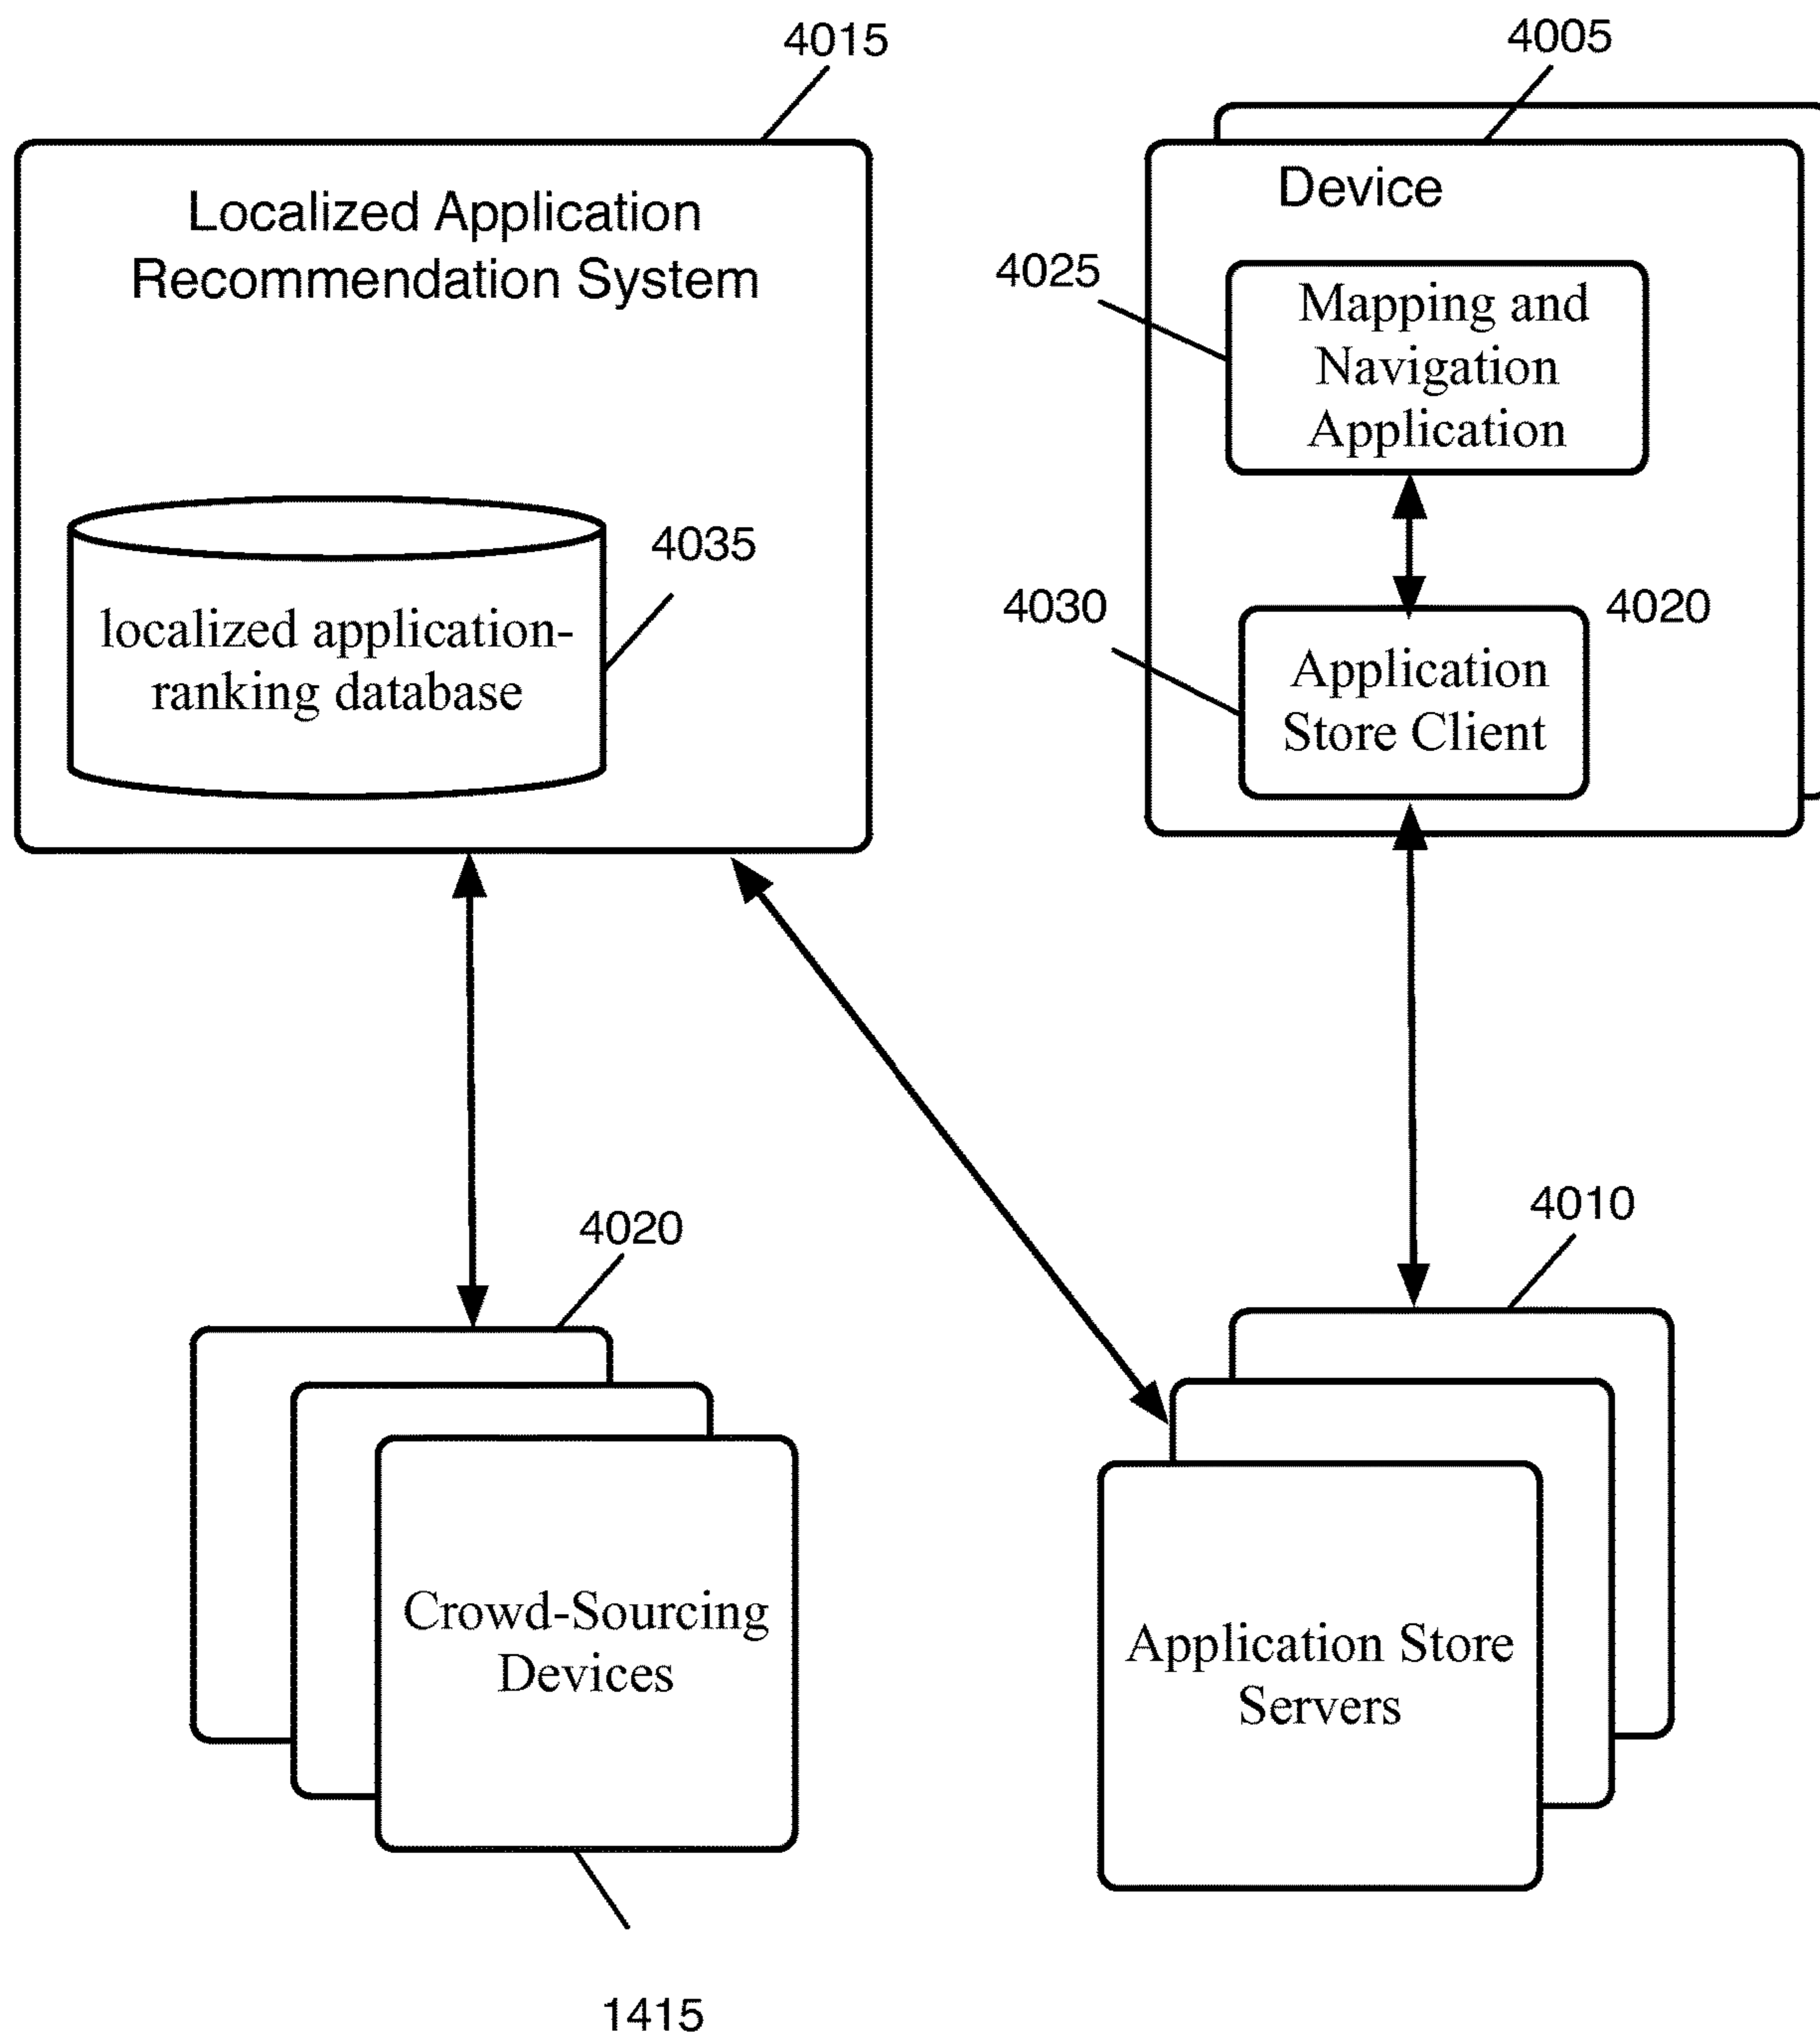 4015
4005
Localized Application
Recommendation System
Device
4025
Mapping and
Navigation
Application
4035
localized application-
ranking database
4030
4020
Application
Store Client
4020
4010
Crowd-Sourcing
Devices
Application Store
Servers
1415